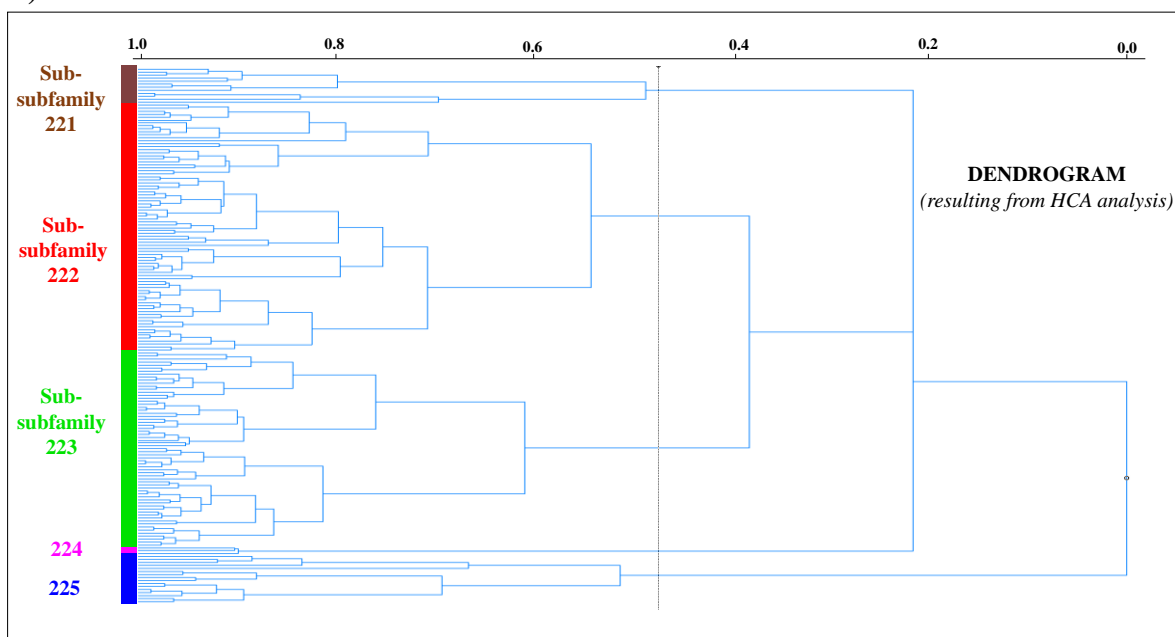 1.0 0.8 0.6 0.4 0.2 0.0
Sub-
subfamily
221
DENDROGRAM
(resulting from HCA analysis)
Sub-
subfamily
222
Sub-
subfamily
223
224
225